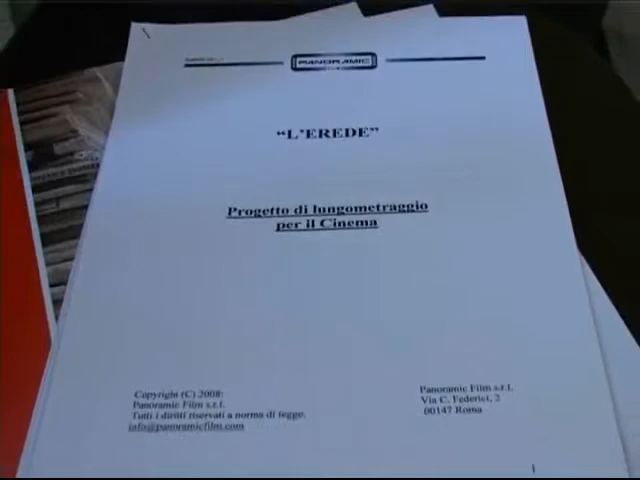 PANORAMIC
“L’EREDE”
Progetto di lungometraggio
per il Cinema
Copyright (C) 2008:
Panoramic Film s.r.l.
Tutti i diritti riservati a norma di legge.
info@panoramicfilm.com
Panoramic Film s.r.l.
Via C. Federici, 2
00147 Roma